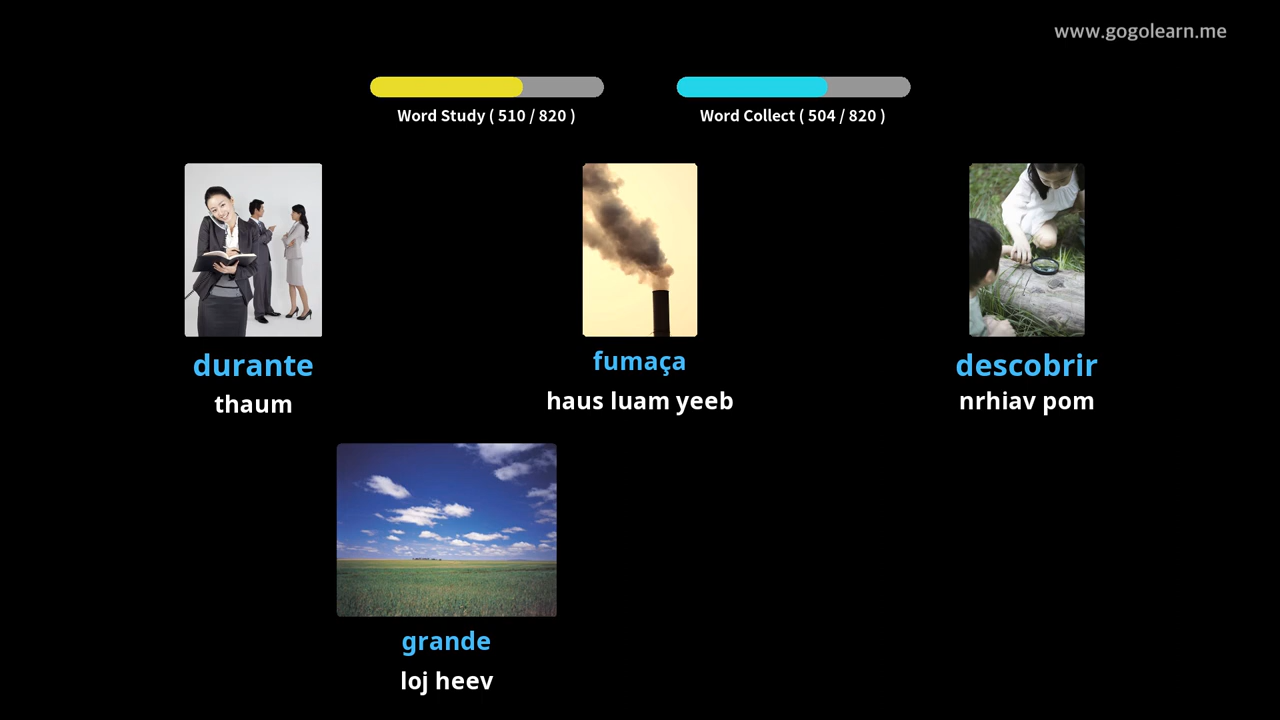 www.gogolearn.me
Word Study ( 510 / 820 )
Word Collect ( 504 / 820 )
durante
thaum
fumaça
haus luam yeeb
descobrir
nrhiav pom
grande
loj heev